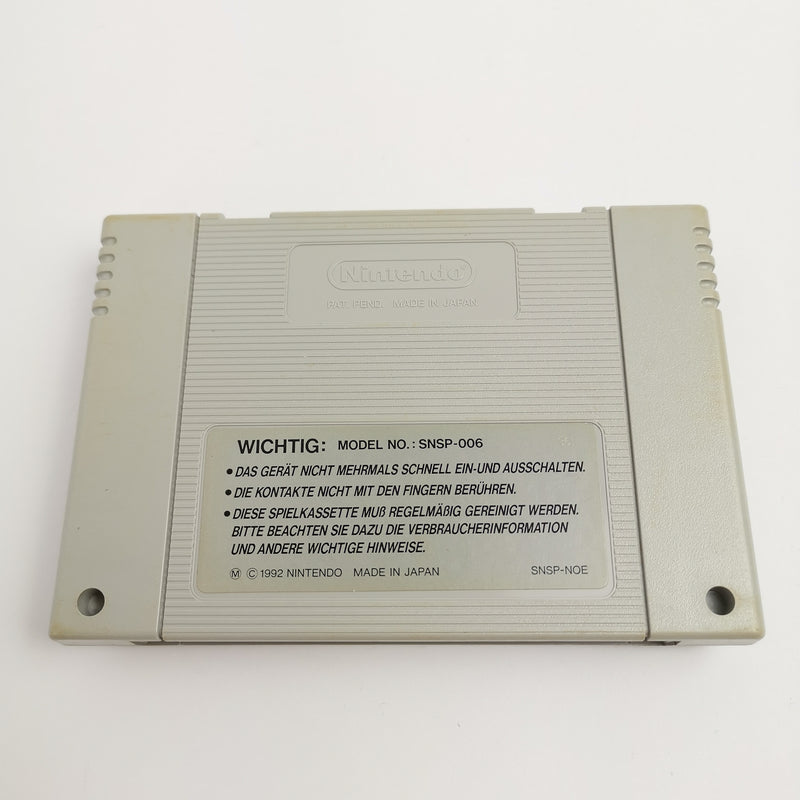 Nintendo®
PAT. PEND. MADE IN JAPAN
WICHTIG: MODEL NO.: SNSP-006
• DAS GERÄT NICHT MEHRMALS SCHNELL EIN-UND AUSSCHALTEN.
• DIE KONTAKTE NICHT MIT DEN FINGERN BERÜHREN.
• DIESE SPIELKASSETTE MUß REGELMÄßIG GEREINIGT WERDEN.
BITTE BEACHTEN SIE DAZU DIE VERBRAUCHERINFORMATION
UND ANDERE WICHTIGE HINWEISE.
Ⓜ © 1992 NINTENDO MADE IN JAPAN SNSP-NOE